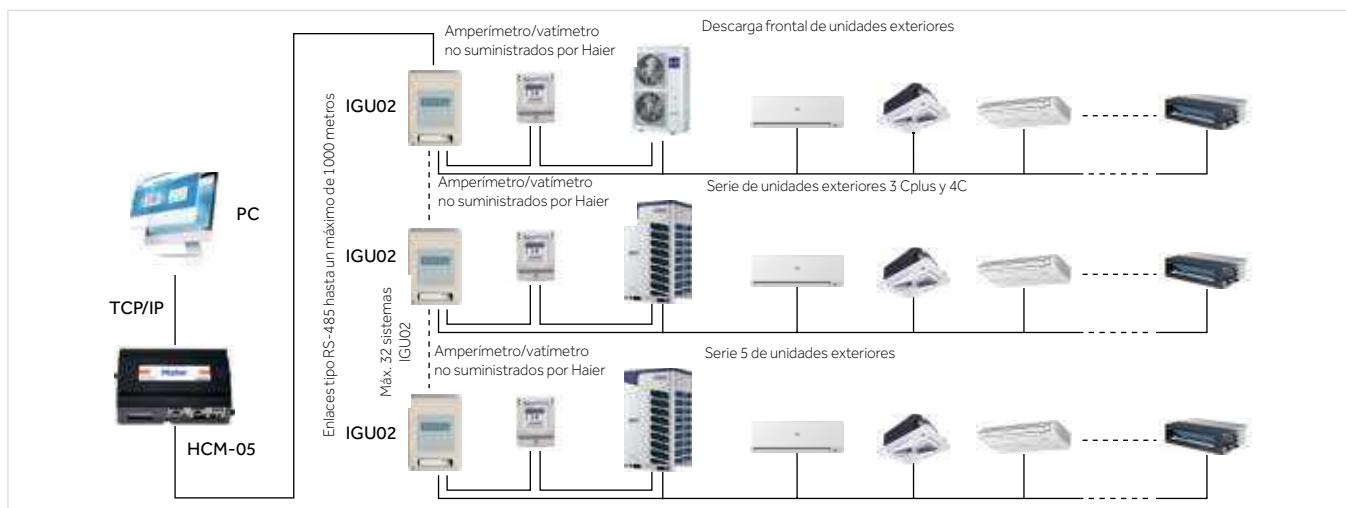 Amperímetro/vatímetro
no suministrados por Haier
Descarga frontal de unidades exteriores
IGU02
Enlaces tipo RS-485 hasta un máximo de 1000 metros
Amperímetro/vatímetro
no suministrados por Haier
Serie de unidades exteriores 3 Cplus y 4C
PC
IGU02
TCP/IP
Máx. 32 sistemas
IGU02
Amperímetro/vatímetro
no suministrados por Haier
Serie 5 de unidades exteriores
Haier
IGU02
HCM-05